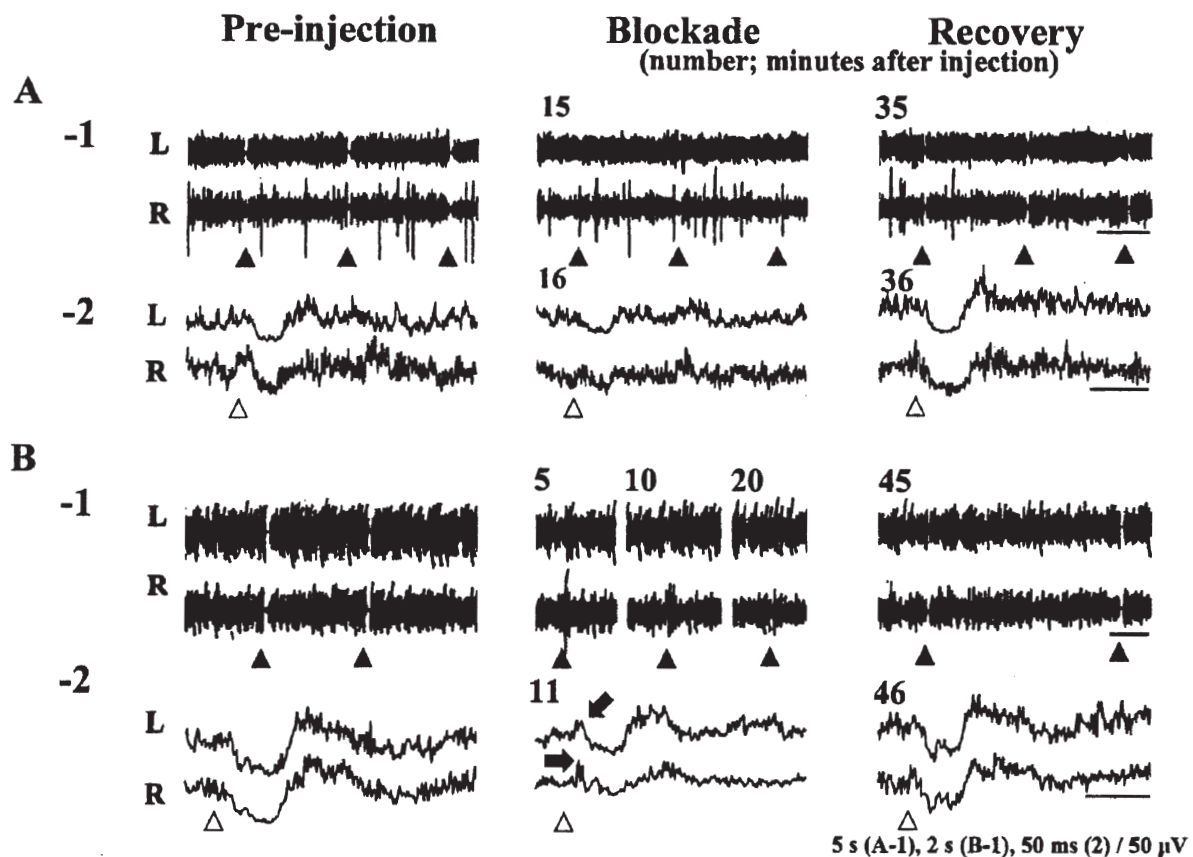 Pre-injection Blockade Recovery
(number; minutes after injection)
A
15 35
-1 L
R
16 36
-2 L
R
B
5 10 20 45
-1 L
R
-2 11 46
L
R
5 s (A-1), 2 s (B-1), 50 ms (2) / 50 μV